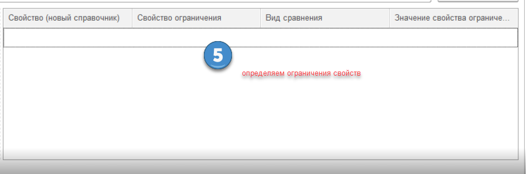 Свойство (новый справочник) Свойство ограничения Вид сравнения Значение свойства ограниче...
5
определяем ограничения свойств